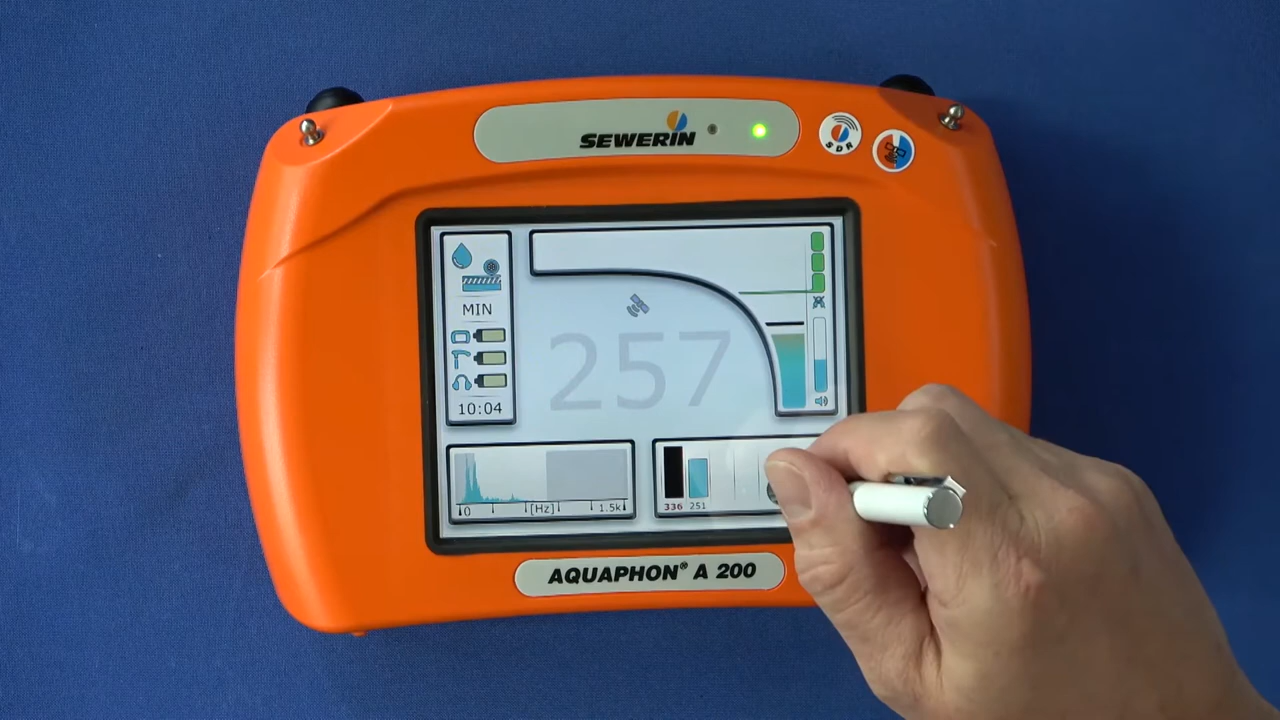 SEWERIN
SDR
MIN
257
10:04
0 [Hz] 1.5k
336 251
AQUAPHON® A 200